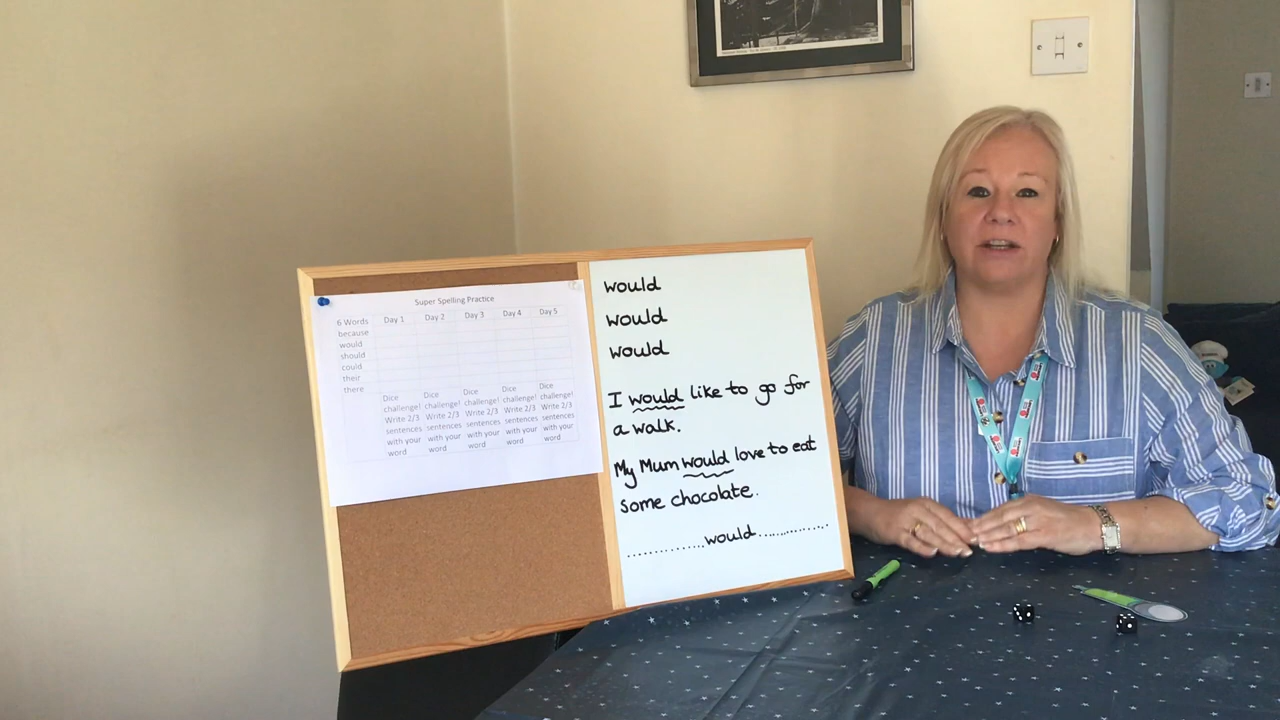 Super Spelling Practice
6 Words Day 1 Day 2 Day 3 Day 4 Day 5
because
would
should
could
their
there
Dice Dice Dice Dice Dice
challenge! challenge! challenge! challenge! challenge!
Write 2/3 Write 2/3 Write 2/3 Write 2/3 Write 2/3
sentences sentences sentences sentences sentences
with your with your with your with your with your
word word word word word
would
would
would
I would like to go for
a walk.
My Mum would love to eat
some chocolate.
..............would..............